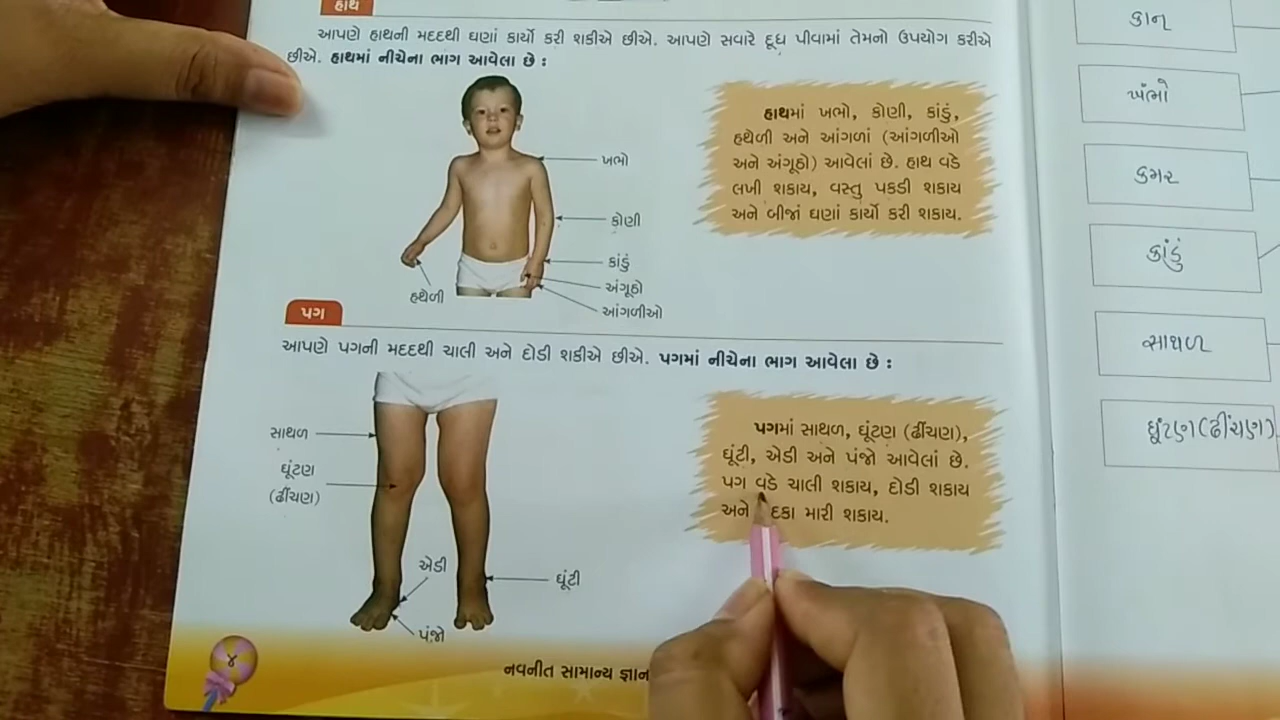 હાથ
આપણે હાથની મદદથી ઘણાં કાર્યો કરી શકીએ છીએ. આપણે સવારે દૂધ પીવામાં તેમનો ઉપયોગ કરીએ
છીએ. હાથમાં નીચેના ભાગ આવેલા છે :
ખભો
કોણી
કાંડું
અંગૂઠો
આંગળીઓ
હથેળી
હાથમાં ખભો, કોણી, કાંડું,
હથેળી અને આંગળાં (આંગળીઓ
અને અંગૂઠો) આવેલાં છે. હાથ વડે
લખી શકાય, વસ્તુ પકડી શકાય
અને બીજાં ઘણાં કાર્યો કરી શકાય.
પગ
આપણે પગની મદદથી ચાલી અને દોડી શકીએ છીએ. પગમાં નીચેના ભાગ આવેલા છે :
સાથળ
ઘૂંટણ
(ઢીંચણ)
એડી
ઘૂંટી
પંજો
પગમાં સાથળ, ઘૂંટણ (ઢીંચણ),
ઘૂંટી, એડી અને પંજો આવેલાં છે.
પગ વડે ચાલી શકાય, દોડી શકાય
અને દકા મારી શકાય.
૪
નવનીત સામાન્ય જ્ઞાન
કાન
ખંભો
કમર
કાંડું
સાથળ
ઘૂંટણ(ઢીંચણ)